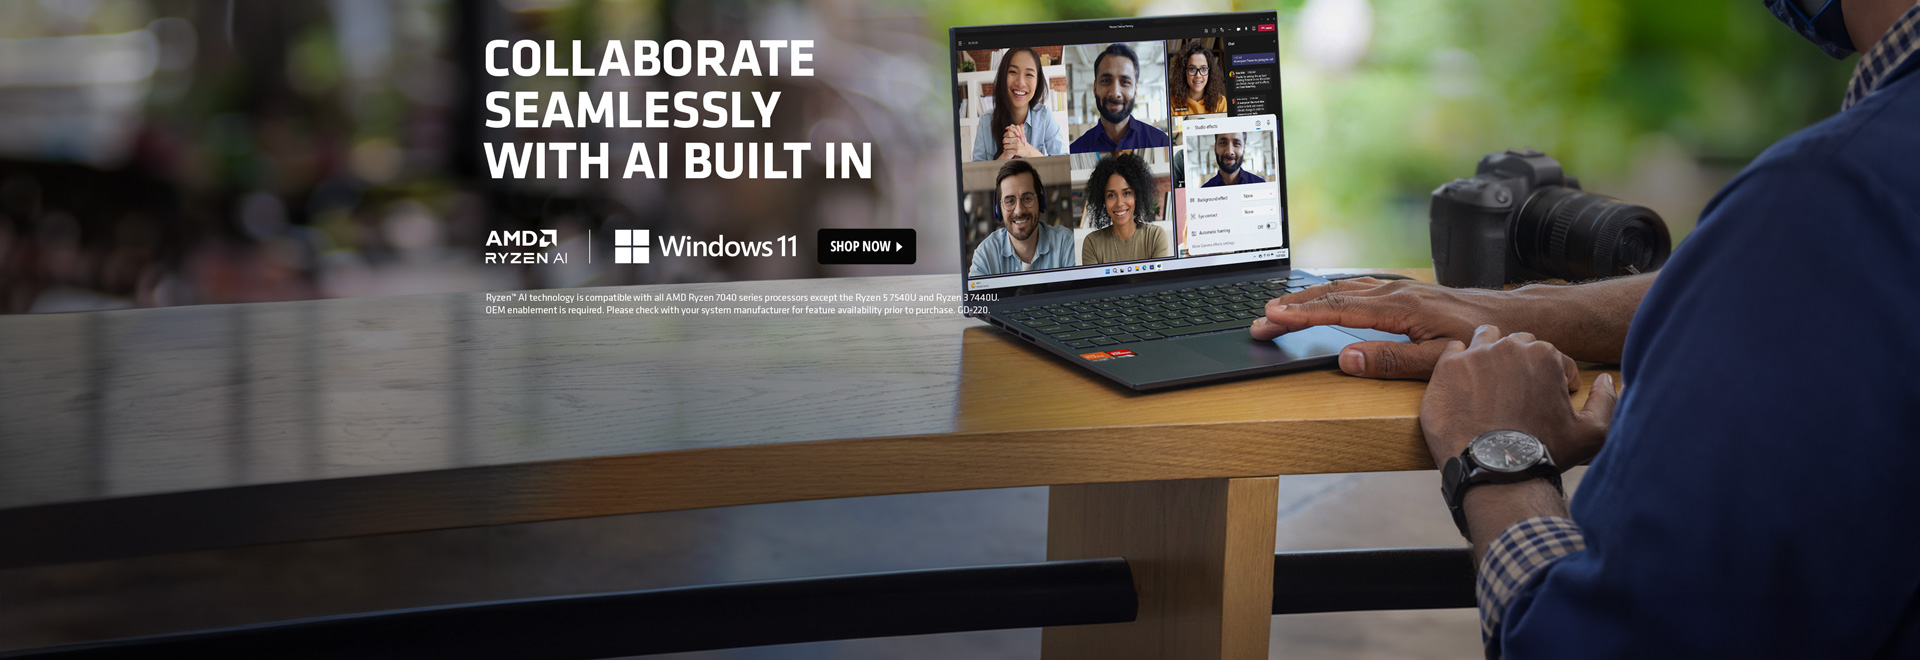 COLLABORATE
SEAMLESSLY
WITH AI BUILT IN
AMD
RYZEN AI
Windows 11
SHOP NOW
Ryzen™ AI technology is compatible with all AMD Ryzen 7040 series processors except the Ryzen 5 7540U and Ryzen 3 7440U.
OEM enablement is required. Please check with your system manufacturer for feature availability prior to purchase. GD-220.
Chat
Studio effects
Background effect
None
Eye contact
None
Automatic framing
Off